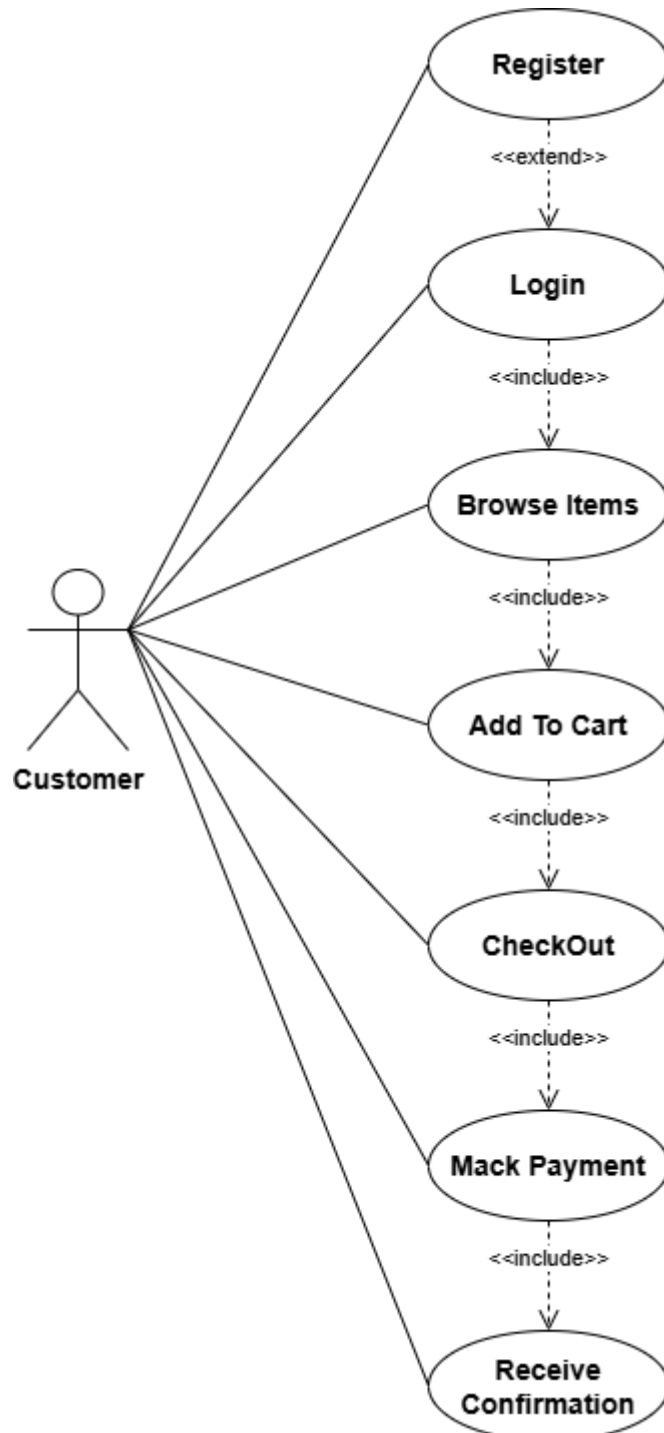 Register
<<extend>>
Login
<<include>>
Browse Items
<<include>>
Add To Cart
Customer
<<include>>
CheckOut
<<include>>
Mack Payment
<<include>>
Receive
Confirmation